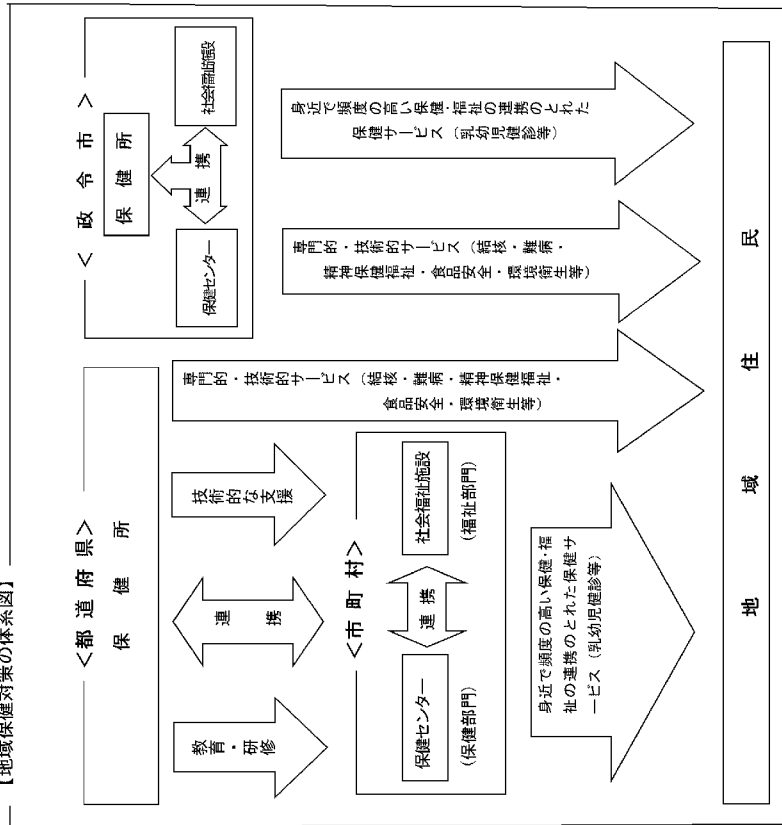 【地域保健対策の体系図】
＜都道府県＞
保健所
教育・研修
連携
技術的な支援
＜市町村＞
保健センター
(保健部門)
連携
社会福祉施設
(福祉部門)
身近で頻度の高い保健・福
祉の連携のとれた保健サ
ービス（乳幼児健診等）
専門的・技術的サービス（結核・難病・精神保健福祉・
食品安全・環境衛生等）
＜政令市＞
保健所
保健センター
連携
社会福祉施設
専門的・技術的サービス（結核・難病・
精神保健福祉・食品安全・環境衛生等）
身近で頻度の高い保健・福祉の連携のとれた
保健サービス（乳幼児健診等）
地域住民